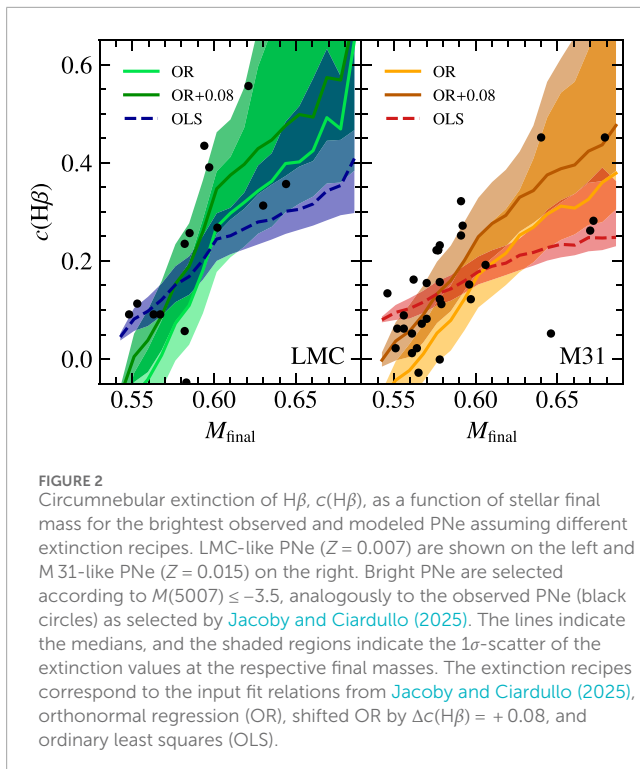 0.6
0.4
0.2
0.0
c(Hβ)
OR
OR+0.08
OLS
LMC
OR
OR+0.08
OLS
M31
0.55 0.60 0.65
0.55 0.60 0.65
M_final
M_final
FIGURE 2
Circumnebular extinction of Hβ, c(Hβ), as a function of stellar final
mass for the brightest observed and modeled PNe assuming different
extinction recipes. LMC-like PNe (Z = 0.007) are shown on the left and
M 31-like PNe (Z = 0.015) on the right. Bright PNe are selected
according to M(5007) ≤ −3.5, analogously to the observed PNe (black
circles) as selected by Jacoby and Ciardullo (2025). The lines indicate
the medians, and the shaded regions indicate the 1σ-scatter of the
extinction values at the respective final masses. The extinction recipes
correspond to the input fit relations from Jacoby and Ciardullo (2025),
orthonormal regression (OR), shifted OR by Δc(Hβ) = + 0.08, and
ordinary least squares (OLS).